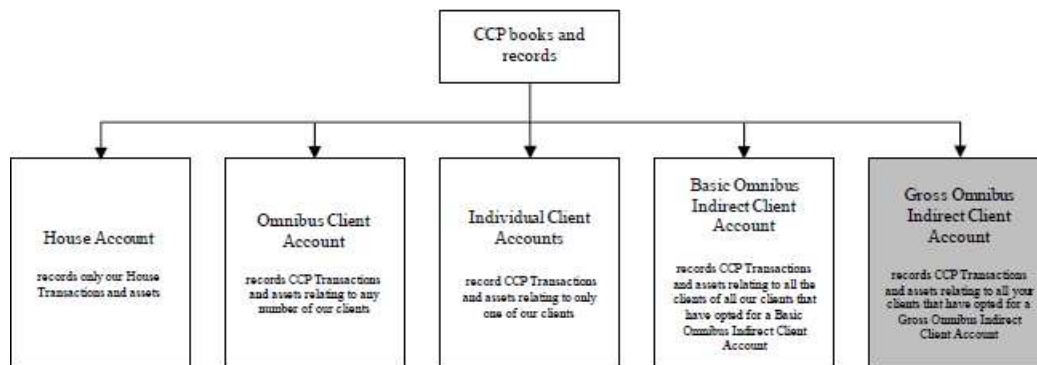 CCP books and
records
House Account
records only our House
Transactions and assets
Omnibus Client
Account
records CCP Transactions
and assets relating to any
number of our clients
Individual Client
Accounts
record CCP Transactions
and assets relating to only
one of our clients
Basic Omnibus
Indirect Client
Account
records CCP Transactions
and assets relating to all the
clients of all our clients that
have opted for a Basic
Omnibus Indirect Client
Account
Gross Omnibus
Indirect Client
Account
records CCP Transactions
and assets relating to all your
clients that have opted for a
Gross Omnibus Indirect
Client Account